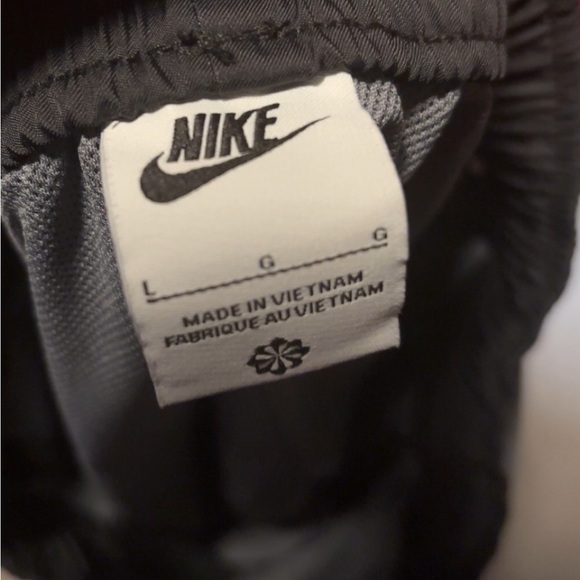 NIKE
L G G
MADE IN VIETNAM
FABRIQUE AU VIETNAM